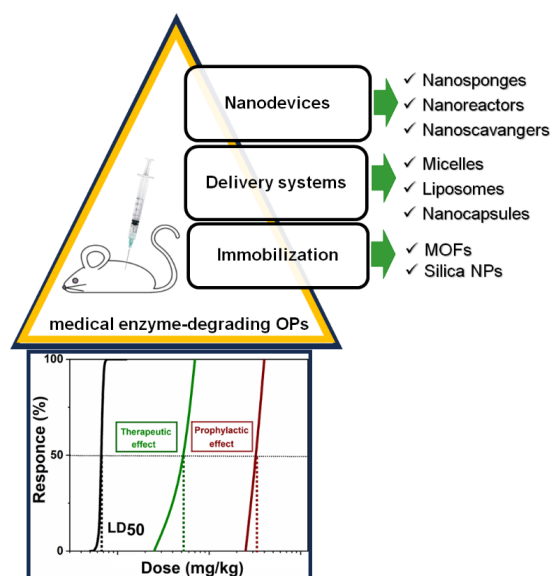 Nanodevices
✓ Nanosponges
✓ Nanoreactors
✓ Nanoscavangers
Delivery systems
✓ Micelles
✓ Liposomes
✓ Nanocapsules
Immobilization
✓ MOFs
✓ Silica NPs
medical enzyme-degrading OPs
100
Therapeutic
effect
Prophylactic
effect
50
LD50
0
Responce (%)
Dose (mg/kg)